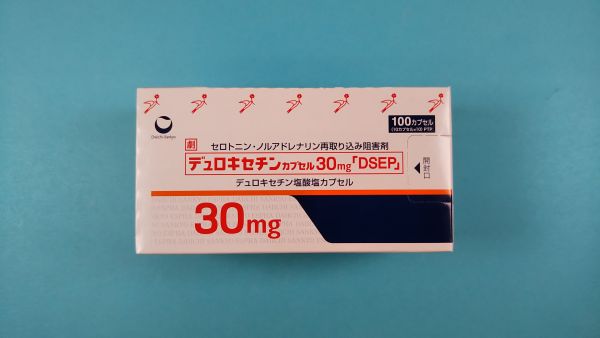 Daiichi-Sankyo
100カプセル
(10カプセル×10) PTP
劇
セロトニン・ノルアドレナリン再取り込み阻害剤
デュロキセチンカプセル30mg「DSEP」
開封口
デュロキセチン塩酸塩カプセル
30mg